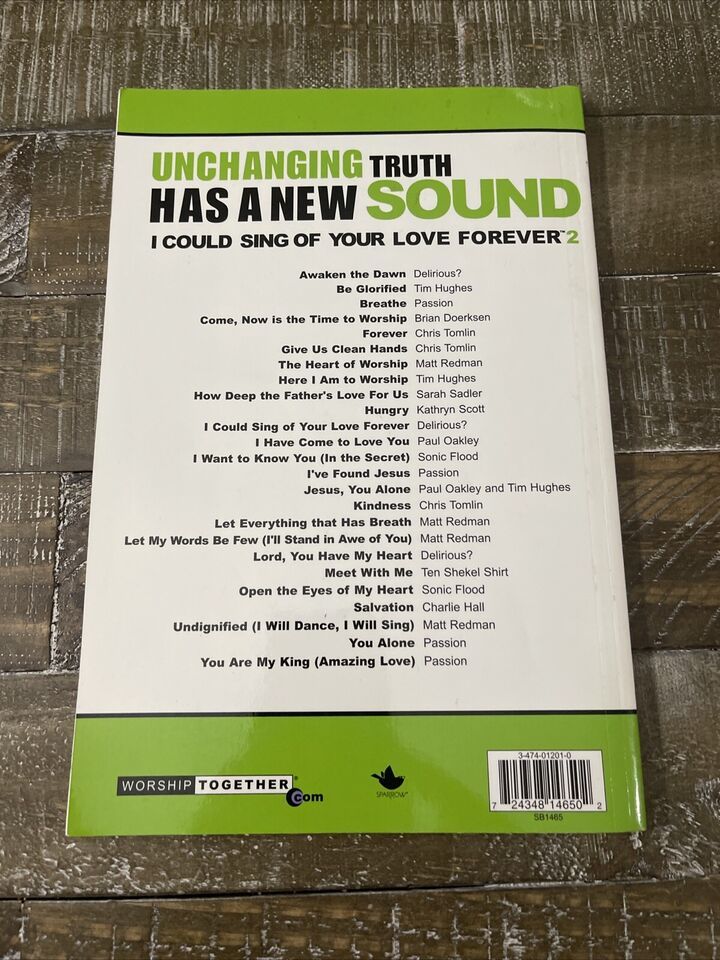 UNCHANGING TRUTH
HAS A NEW SOUND
I COULD SING OF YOUR LOVE FOREVER™2
Awaken the Dawn Delirious?
Be Glorified Tim Hughes
Breathe Passion
Come, Now is the Time to Worship Brian Doerksen
Forever Chris Tomlin
Give Us Clean Hands Chris Tomlin
The Heart of Worship Matt Redman
Here I Am to Worship Tim Hughes
How Deep the Father's Love For Us Sarah Sadler
Hungry Kathryn Scott
I Could Sing of Your Love Forever Delirious?
I Have Come to Love You Paul Oakley
I Want to Know You (In the Secret) Sonic Flood
I've Found Jesus Passion
Jesus, You Alone Paul Oakley and Tim Hughes
Kindness Chris Tomlin
Let Everything that Has Breath Matt Redman
Let My Words Be Few (I'll Stand in Awe of You) Matt Redman
Lord, You Have My Heart Delirious?
Meet With Me Ten Shekel Shirt
Open the Eyes of My Heart Sonic Flood
Salvation Charlie Hall
Undignified (I Will Dance, I Will Sing) Matt Redman
You Alone Passion
You Are My King (Amazing Love) Passion
WORSHIP TOGETHER®
com
SPARROW®
3-474-01201-0
7 24348 14650 2
SB1465